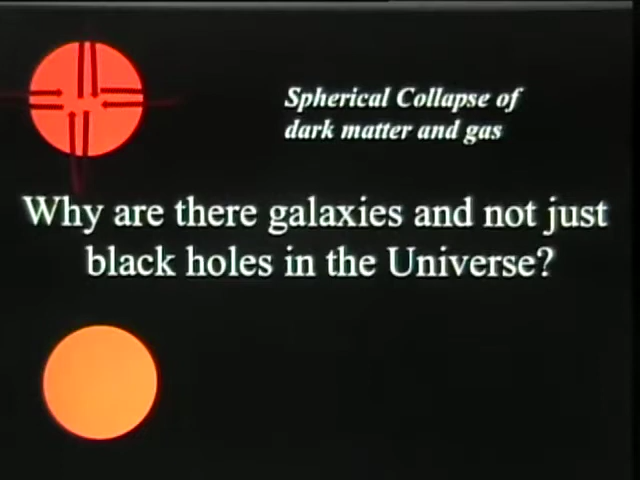 Spherical Collapse of
dark matter and gas
Why are there galaxies and not just
black holes in the Universe?